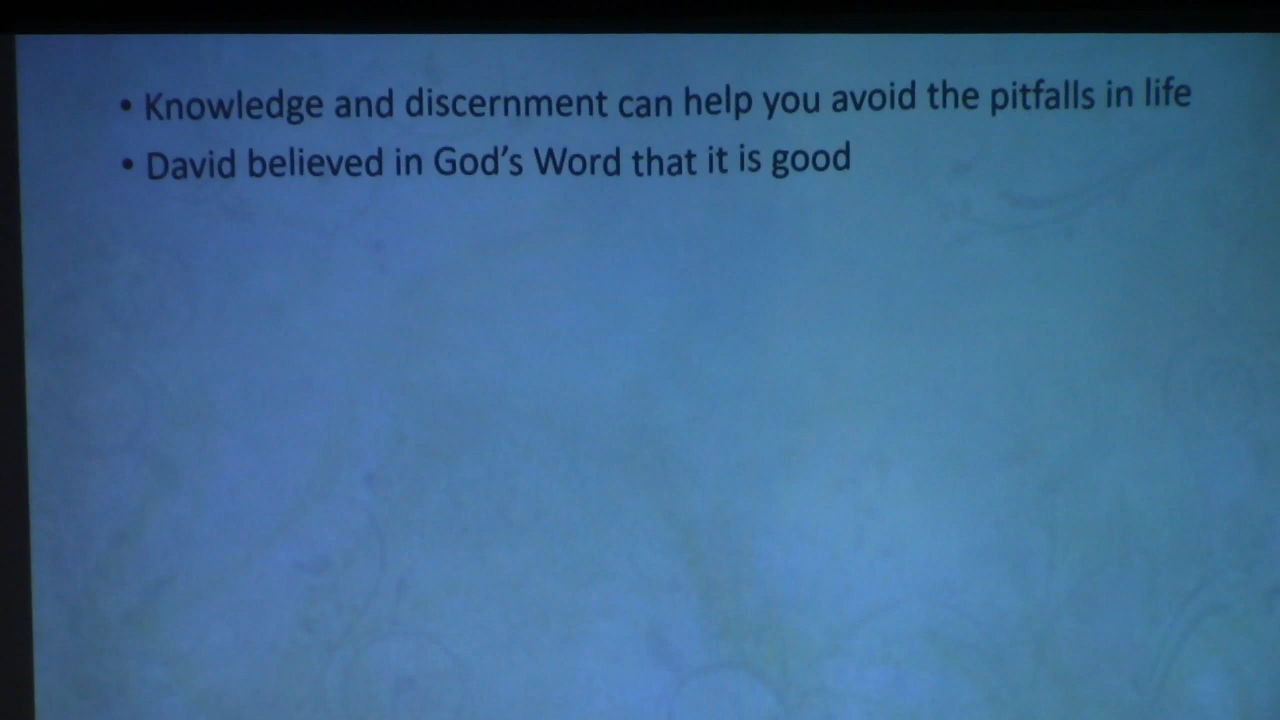 • Knowledge and discernment can help you avoid the pitfalls in life
• David believed in God's Word that it is good